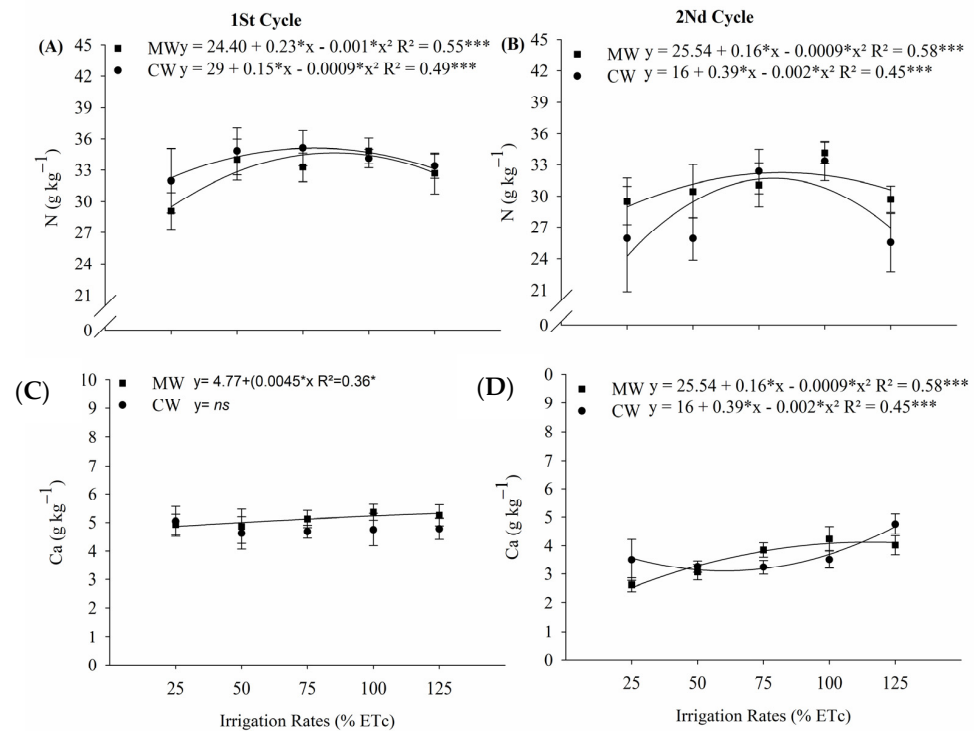 1St Cycle
2Nd Cycle
(A)
45
42
39
36
33
30
27
24
21
0
N (g kg⁻¹)
MW y = 24.40 + 0.23*x - 0.001*x² R² = 0.55***
CW y = 29 + 0.15*x - 0.0009*x² R² = 0.49***
(B)
45
42
39
36
33
30
27
24
21
0
N (g kg⁻¹)
MW y = 25.54 + 0.16*x - 0.0009*x² R² = 0.58***
CW y = 16 + 0.39*x - 0.002*x² R² = 0.45***
(C)
10
9
8
7
6
5
4
3
2
1
0
Ca (g kg⁻¹)
MW y= 4.77+(0.0045*x R²=0.36*
CW y= ns
25 50 75 100 125
Irrigation Rates (% ETc)
(D)
0
9
8
7
6
5
4
3
2
1
0
Ca (g kg⁻¹)
MW y = 25.54 + 0.16*x - 0.0009*x² R² = 0.58***
CW y = 16 + 0.39*x - 0.002*x² R² = 0.45***
25 50 75 100 125
Irrigation Rates (% ETc)